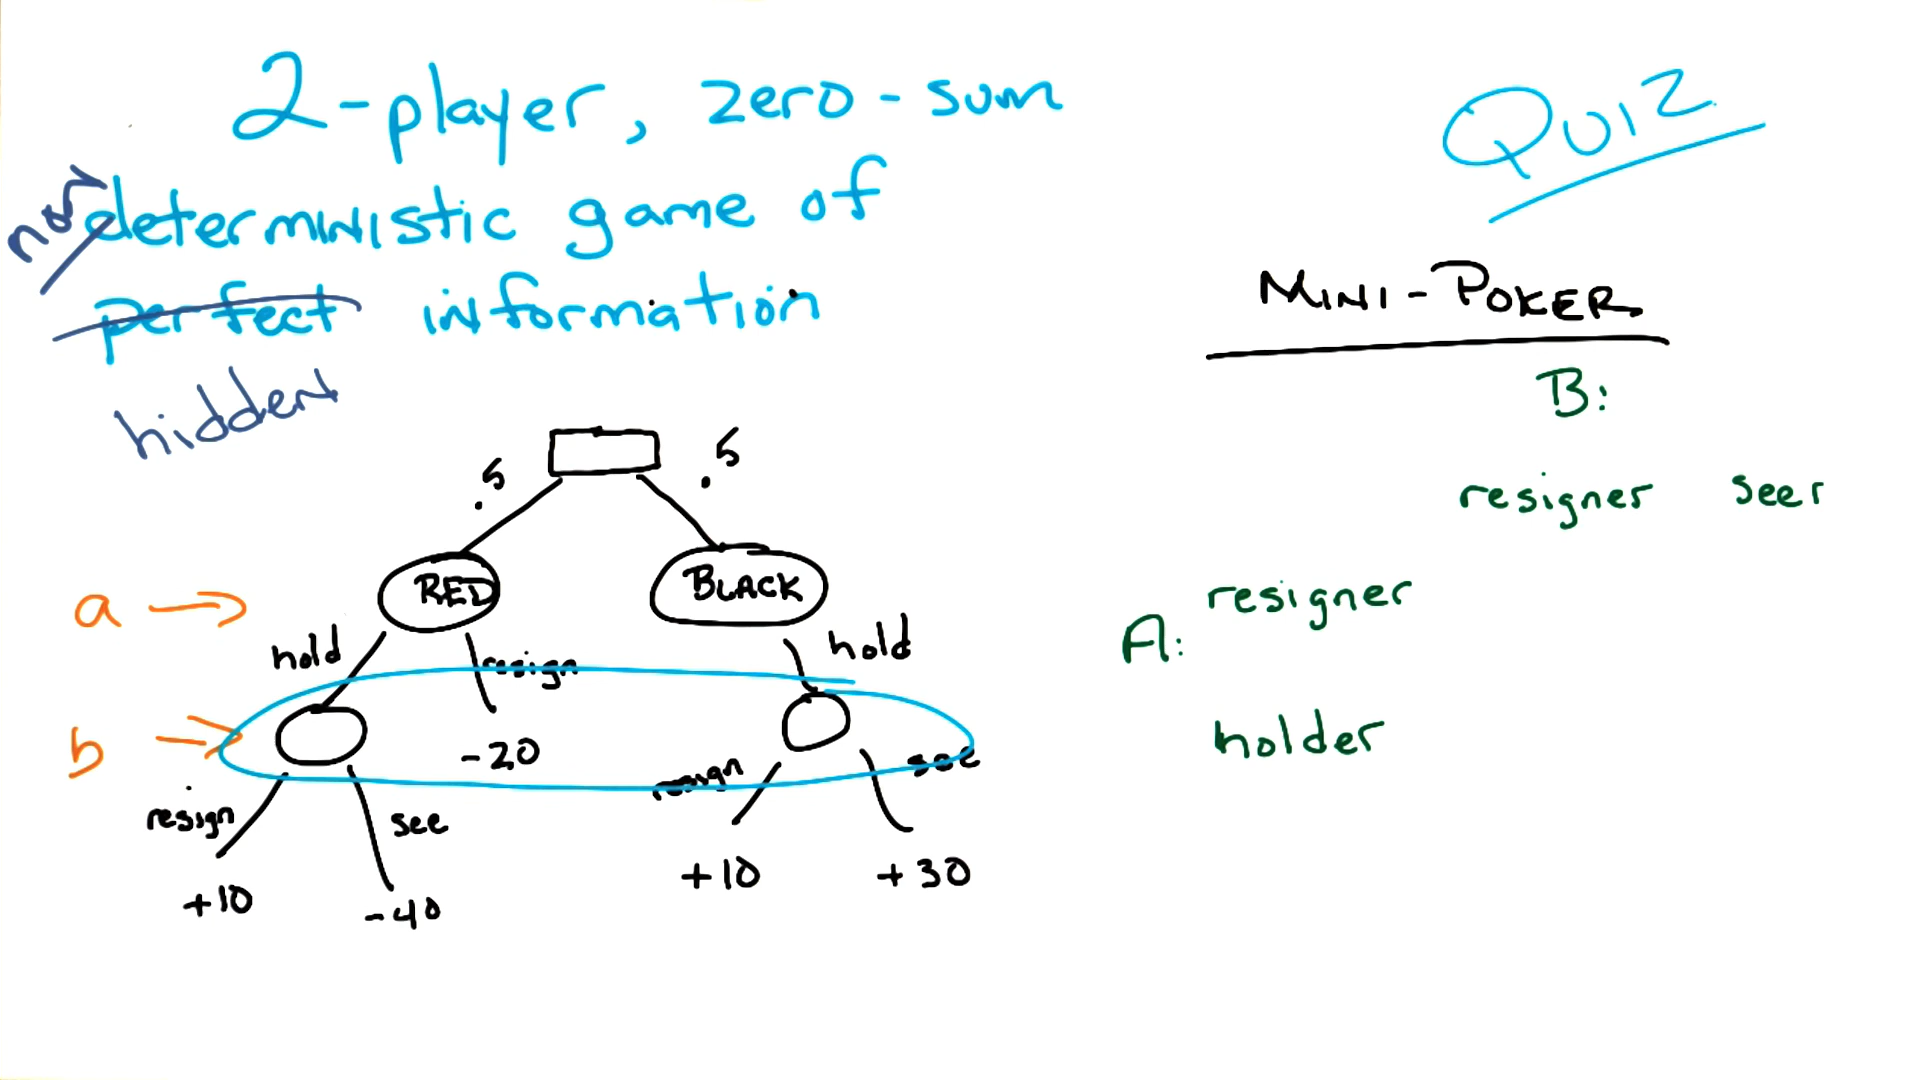 2-player, zero-sum
non
deterministic game of
perfect information
hidden
Quiz
MINI-POKER
B:
resigner seer
A:
resigner
holder
.5 .5
a
RED BLACK
hold resign hold
b
-20
resign see resign see
+10 -40 +10 +30